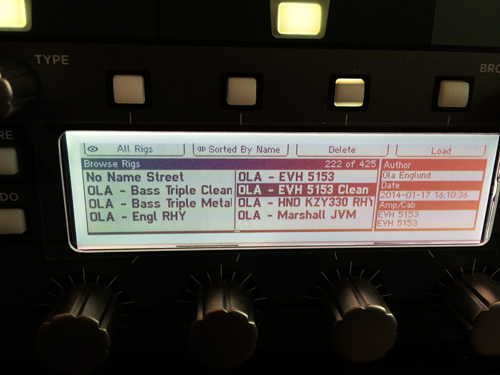 TYPE
BRO
All Rigs
Sorted By Name
Delete
Load
Browse Rigs 222 of 425
No Name Street
OLA - Bass Triple Clean
OLA - Bass Triple Metal
OLA - Engl RHY
OLA - EVH 5153
OLA - EVH 5153 Clean
OLA - HND KZY330 RHY
OLA - Marshall JVM
Author
Ola Englund
Date
2014-01-17 16:10:36
Amp/Cab
EVH 5153
EVH 5153
RE
DO